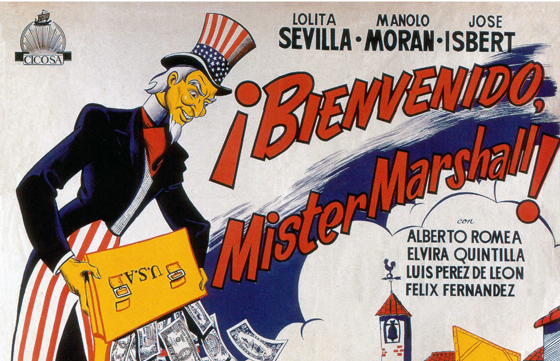 CICOSA
LOLITA MANOLO JOSE
SEVILLA·MORAN·ISBERT
¡BIENVENIDO,
Mister Marshall!
con
ALBERTO ROMEA
ELVIRA QUINTILLA
LUIS PEREZ DE LEON
FELIX FERNANDEZ
U.S.A.